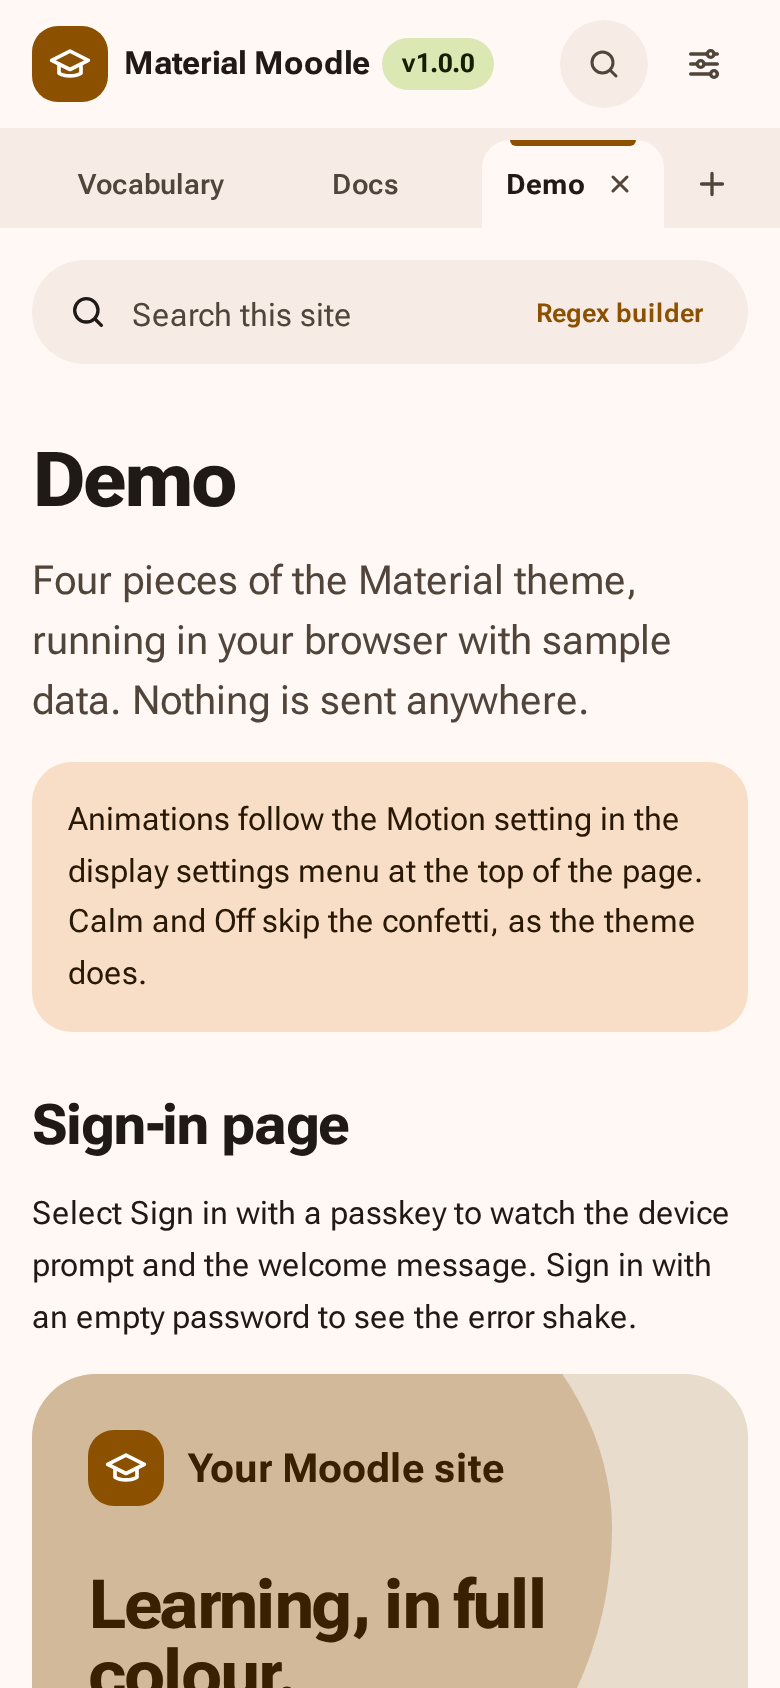 Material Moodle v1.0.0
Vocabulary Docs Demo
Search this site Regex builder
Demo
Four pieces of the Material theme,
running in your browser with sample
data. Nothing is sent anywhere.
Animations follow the Motion setting in the
display settings menu at the top of the page.
Calm and Off skip the confetti, as the theme
does.
Sign-in page
Select Sign in with a passkey to watch the device
prompt and the welcome message. Sign in with
an empty password to see the error shake.
Your Moodle site
Learning, in full
colour.